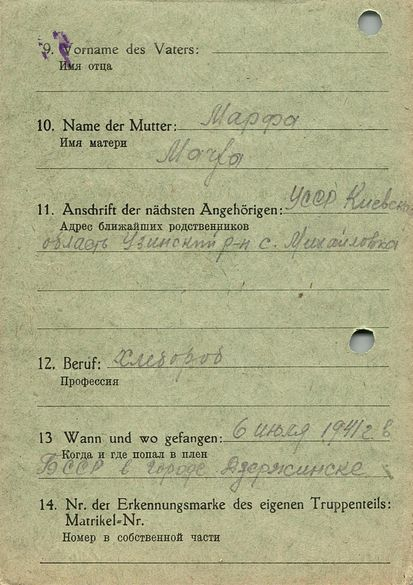 9. Vorname des Vaters:
Имя отца
10. Name der Mutter: Марфа
Имя матери
11. Anschrift der nächsten Angehörigen: УССР Киевска
Адрес ближайших родственников
область Узинский р-н с. Михайловка
12. Beruf: хлебороб
Профессия
13 Wann und wo gefangen: 6 июля 1941 г. в
Когда и где попал в плен
БССР в городе Дзержинске
14. Nr. der Erkennungsmarke des eigenen Truppenteils:
Matrikel-Nr.
Номер в собственной части